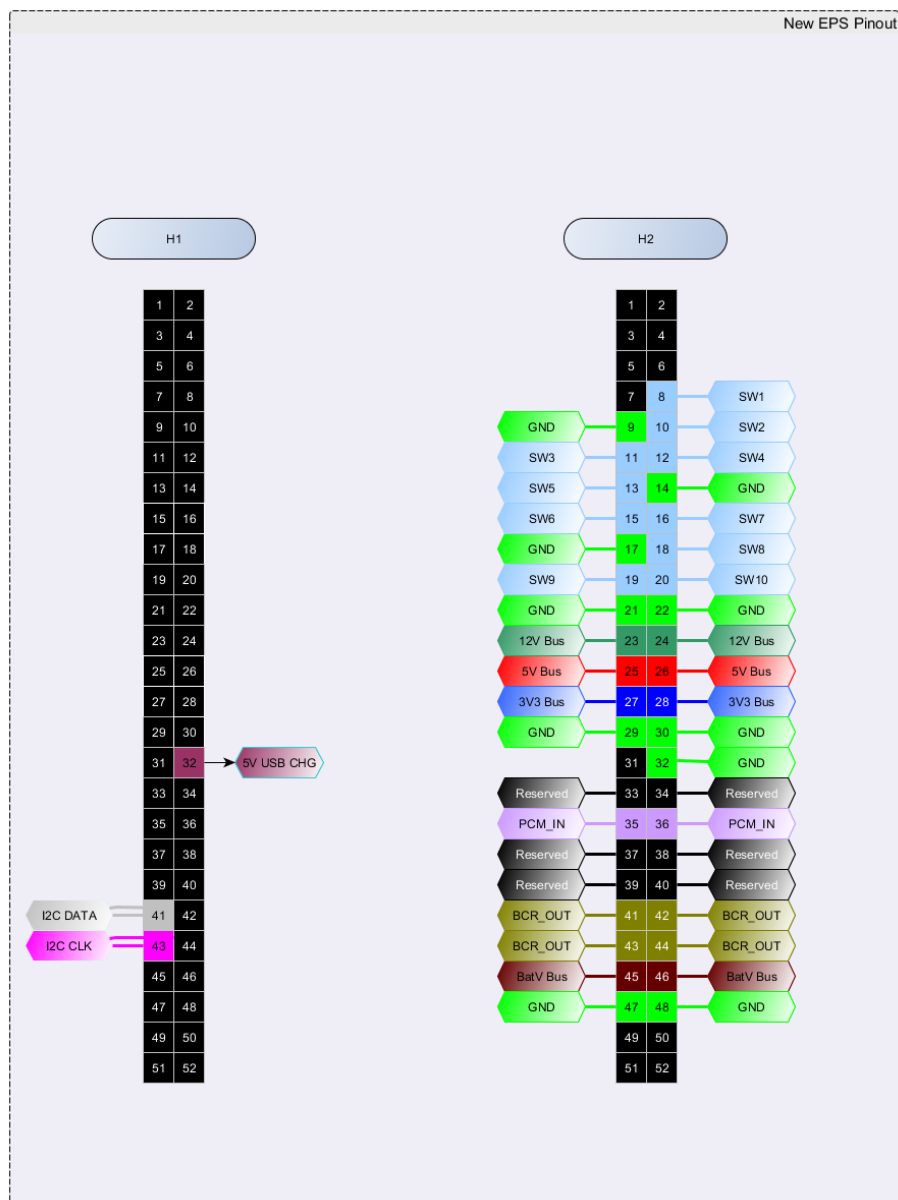 New EPS Pinout
H1
H2
1 2 1 2
3 4 3 4
5 6 5 6
7 8 7 8 SW1
9 10 GND 9 10 SW2
11 12 SW3 11 12 SW4
13 14 SW5 13 14 GND
15 16 SW6 15 16 SW7
17 18 GND 17 18 SW8
19 20 SW9 19 20 SW10
21 22 GND 21 22 GND
23 24 12V Bus 23 24 12V Bus
25 26 5V Bus 25 26 5V Bus
27 28 3V3 Bus 27 28 3V3 Bus
29 30 GND 29 30 GND
31 32 5V USB CHG 31 32 GND
33 34 Reserved 33 34 Reserved
35 36 PCM_IN 35 36 PCM_IN
37 38 Reserved 37 38 Reserved
39 40 Reserved 39 40 Reserved
I2C DATA 41 42 BCR_OUT 41 42 BCR_OUT
I2C CLK 43 44 BCR_OUT 43 44 BCR_OUT
45 46 BatV Bus 45 46 BatV Bus
47 48 GND 47 48 GND
49 50 49 50
51 52 51 52